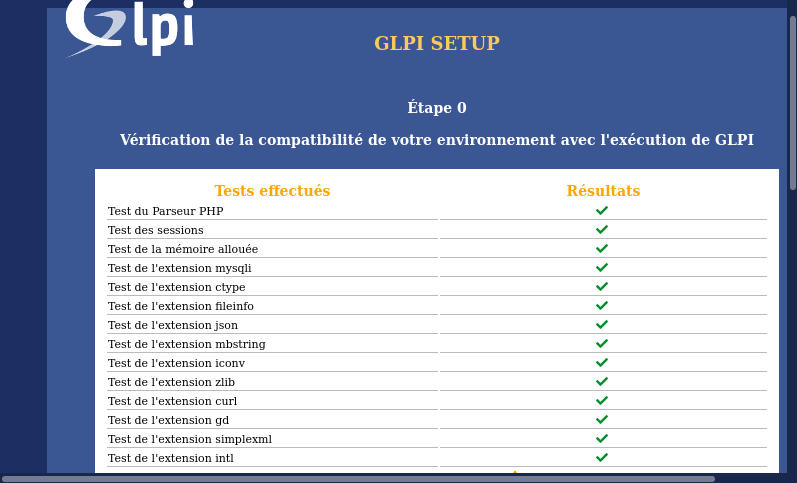 Glpi
GLPI SETUP
Étape 0
Vérification de la compatibilité de votre environnement avec l'exécution de GLPI
Tests effectués Résultats
Test du Parseur PHP
Test des sessions
Test de la mémoire allouée
Test de l'extension mysqli
Test de l'extension ctype
Test de l'extension fileinfo
Test de l'extension json
Test de l'extension mbstring
Test de l'extension iconv
Test de l'extension zlib
Test de l'extension curl
Test de l'extension gd
Test de l'extension simplexml
Test de l'extension intl